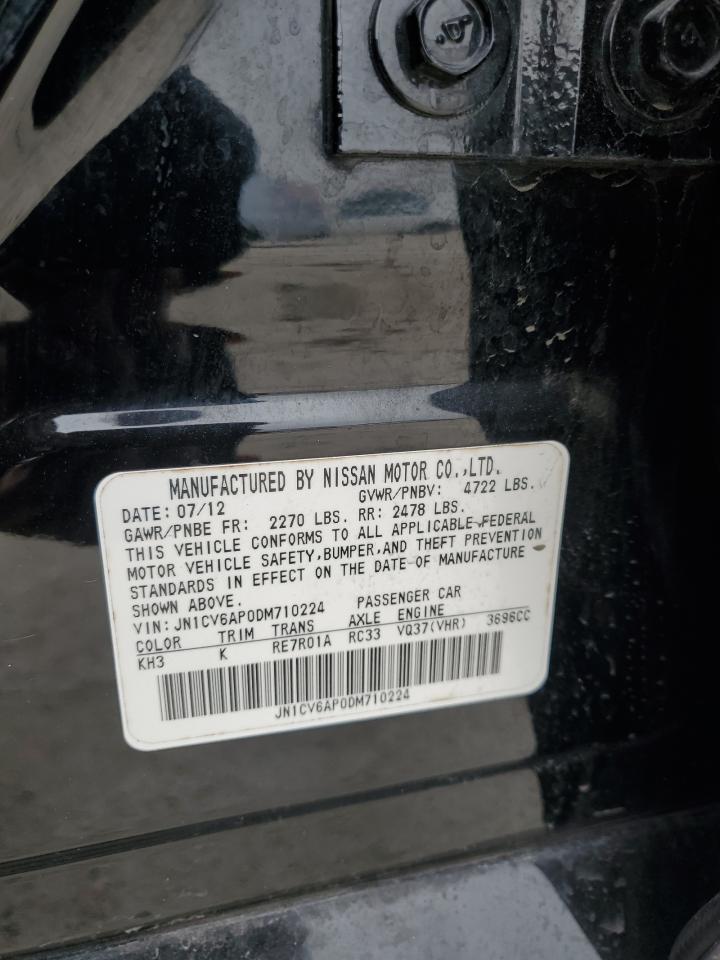 MANUFACTURED BY NISSAN MOTOR CO.,LTD.
DATE: 07/12 GVWR/PNBV: 4722 LBS.
GAWR/PNBE FR: 2270 LBS. RR: 2478 LBS.
THIS VEHICLE CONFORMS TO ALL APPLICABLE FEDERAL
MOTOR VEHICLE SAFETY,BUMPER,AND THEFT PREVENTION
STANDARDS IN EFFECT ON THE DATE OF MANUFACTURE
SHOWN ABOVE.
VIN: JN1CV6AP0DM710224 PASSENGER CAR
COLOR TRIM TRANS AXLE ENGINE
KH3 K RE7R01A RC33 VQ37(VHR) 3696CC
JN1CV6AP0DM710224